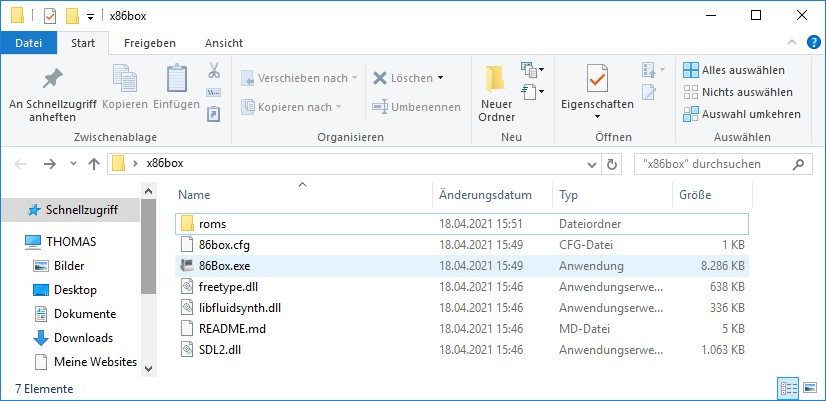 x86box
Datei Start Freigeben Ansicht
An Schnellzugriff anheften Kopieren Einfügen
Verschieben nach
Kopieren nach
Löschen
Umbenennen
Neuer Ordner
Eigenschaften
Alles auswählen
Nichts auswählen
Auswahl umkehren
Zwischenablage Organisieren Neu Öffnen Auswählen
x86box "x86box" durchsuchen
Name Änderungsdatum Typ Größe
Schnellzugriff
THOMAS
Bilder
Desktop
Dokumente
Downloads
Meine Websites
roms 18.04.2021 15:51 Dateiordner
86box.cfg 18.04.2021 15:49 CFG-Datei 1 KB
86Box.exe 18.04.2021 15:49 Anwendung 8.286 KB
freetype.dll 18.04.2021 15:46 Anwendungserwe... 638 KB
libfluidsynth.dll 18.04.2021 15:46 Anwendungserwe... 336 KB
README.md 18.04.2021 15:46 MD-Datei 5 KB
SDL2.dll 18.04.2021 15:46 Anwendungserwe... 1.063 KB
7 Elemente